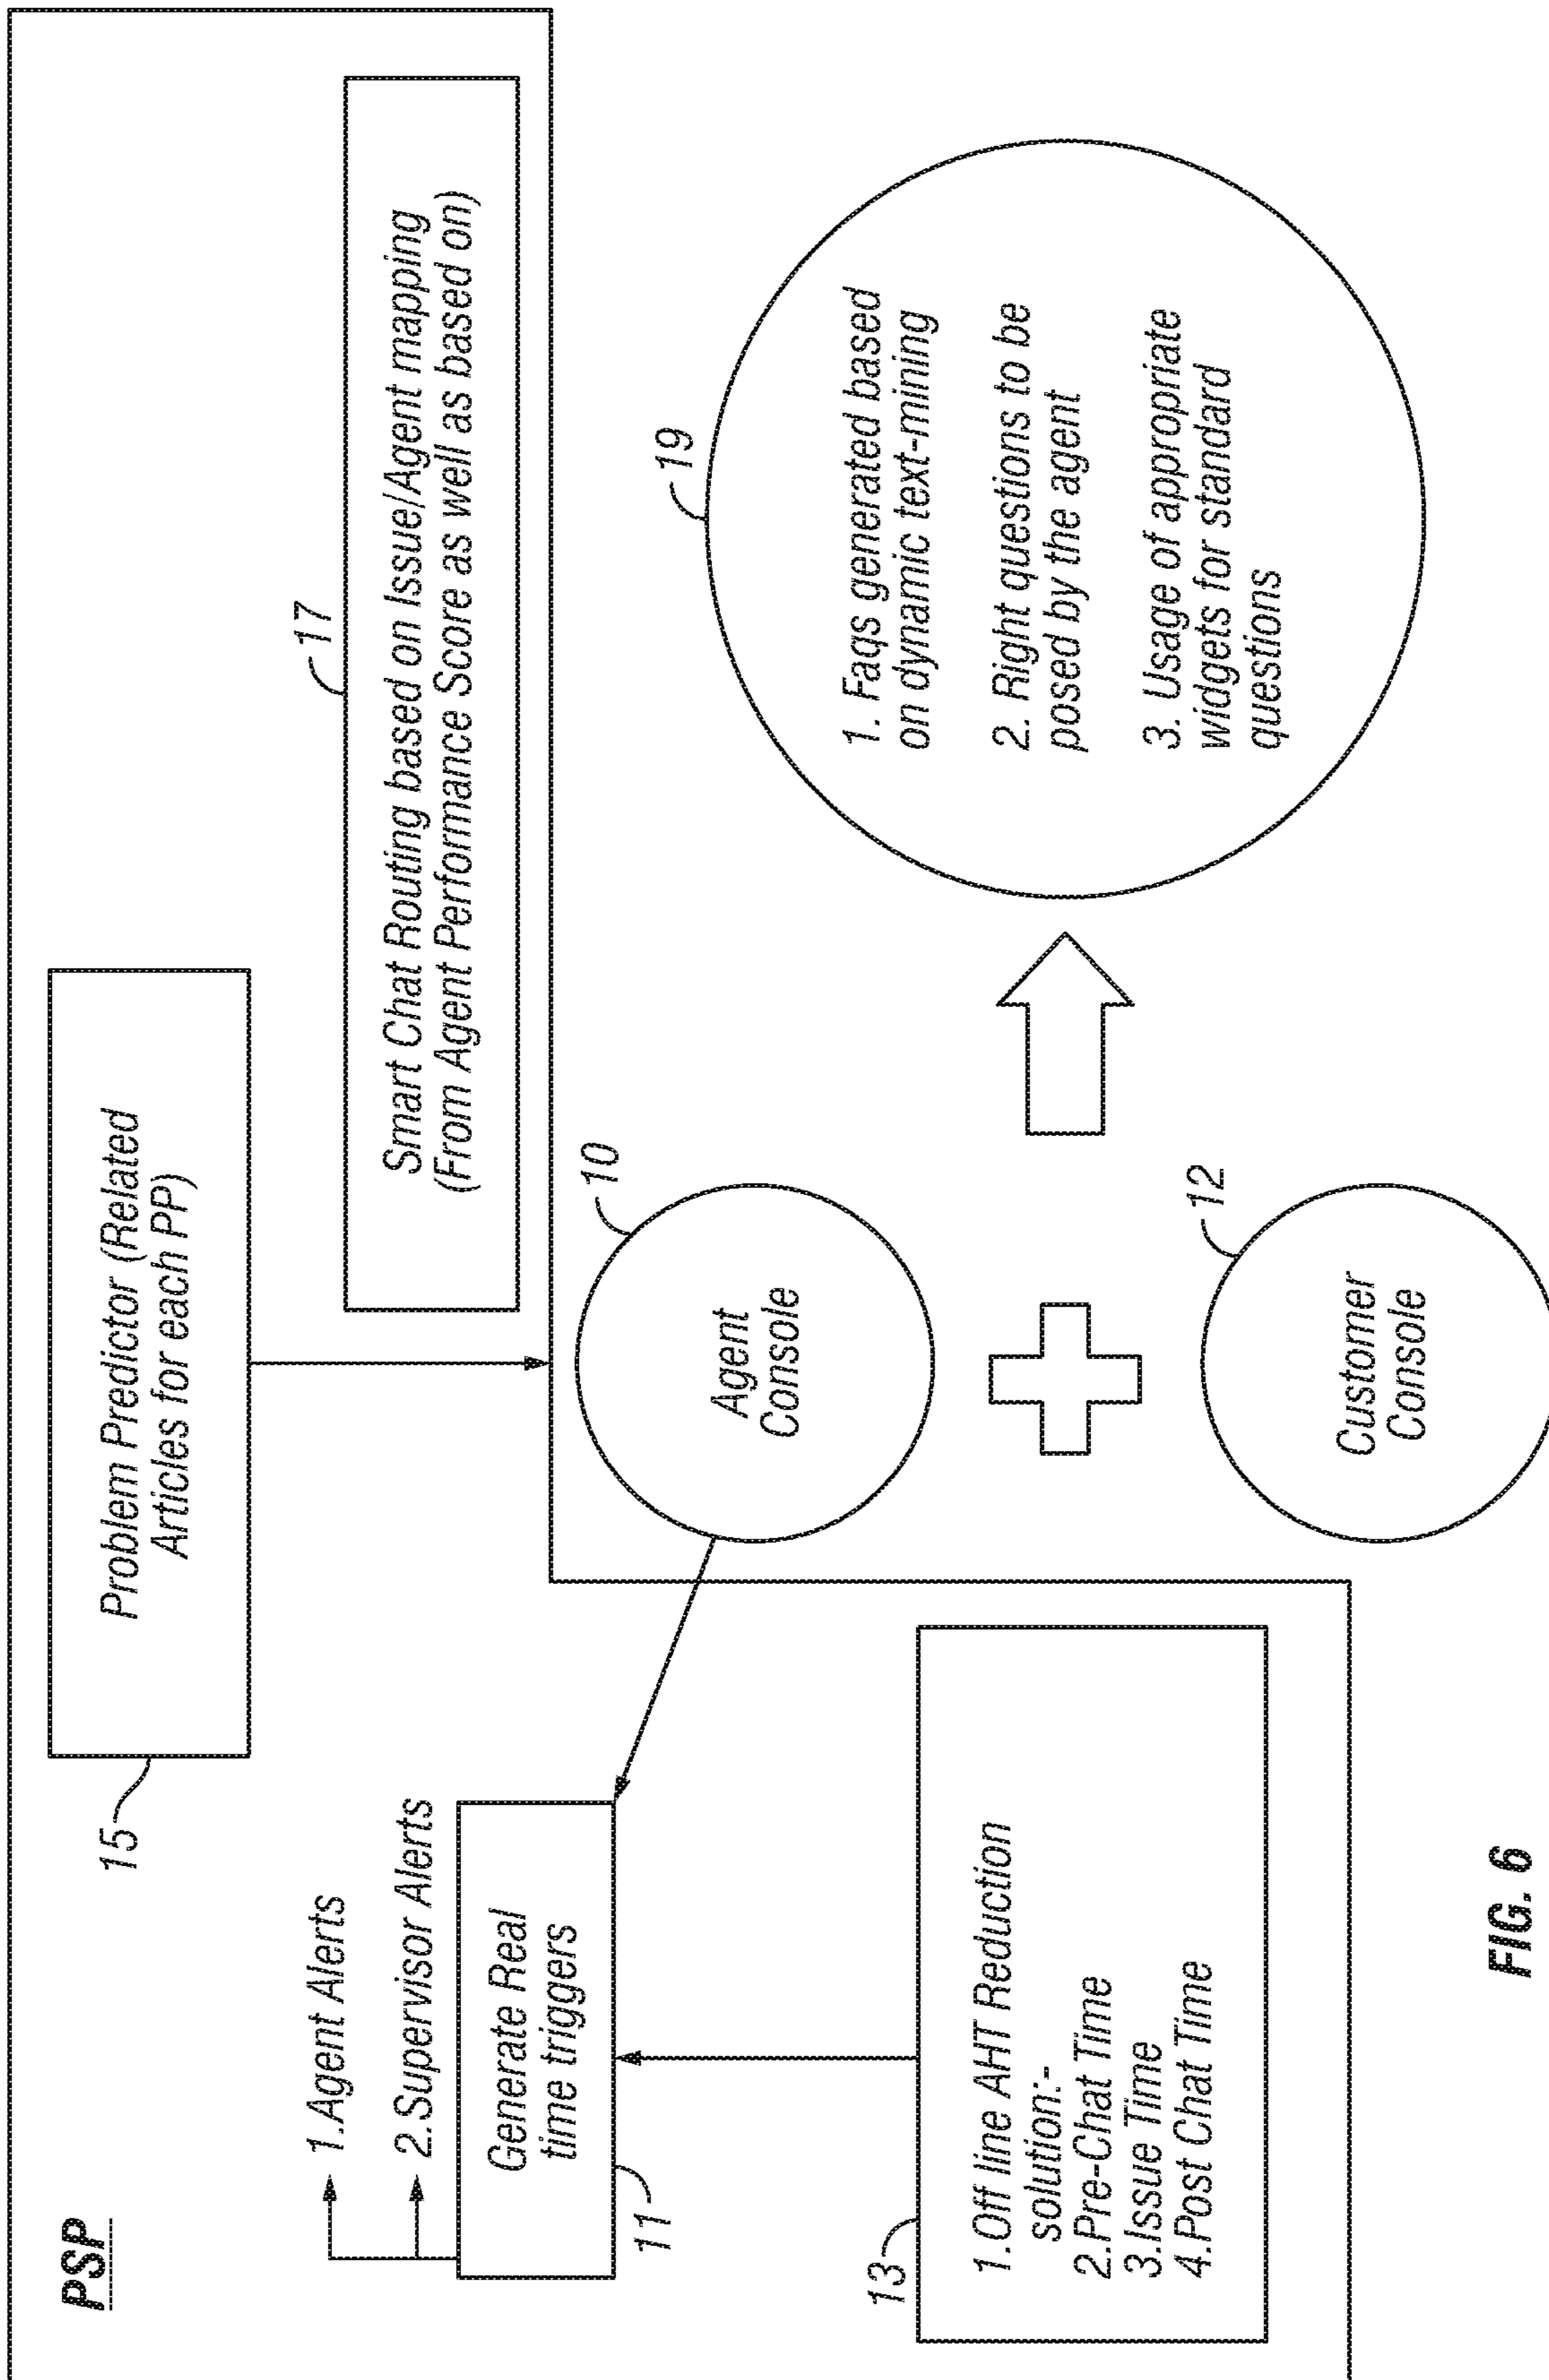 PSP
15
Problem Predictor (Related
Articles for each PP)
17
Smart Chat Routing based on Issue/Agent mapping
(From Agent Performance Score as well as based on)
1.Agent Alerts
2.Supervisor Alerts
Generate Real
time triggers
11
13
1.Off line AHT Reduction
solution:-
2.Pre-Chat Time
3.Issue Time
4.Post Chat Time
10
Agent
Console
12
Customer
Console
19
1. Faqs generated based
on dynamic text-mining
2. Right questions to be
posed by the agent
3. Usage of appropriate
widgets for standard
questions
FIG. 6